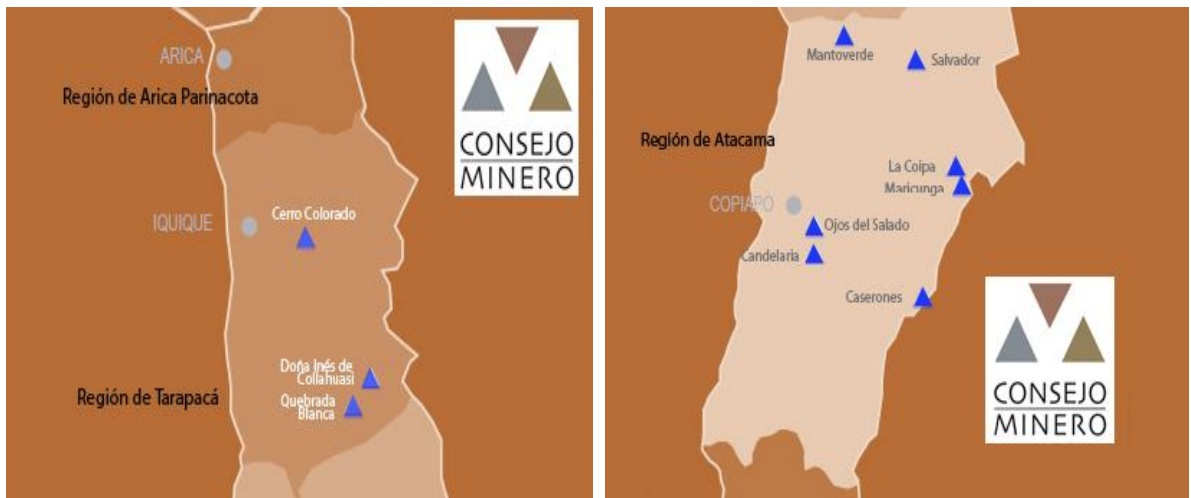 ARICA
Región de Arica Parinacota
CONSEJO
MINERO
IQUIQUE
Cerro Colorado
Doña Inés de
Collahuasi
Región de Tarapacá
Quebrada
Blanca
Mantoverde
Salvador
Región de Atacama
La Coipa
Maricunga
COPIAPÓ
Ojos del Salado
Candelaria
Caserones
CONSEJO
MINERO